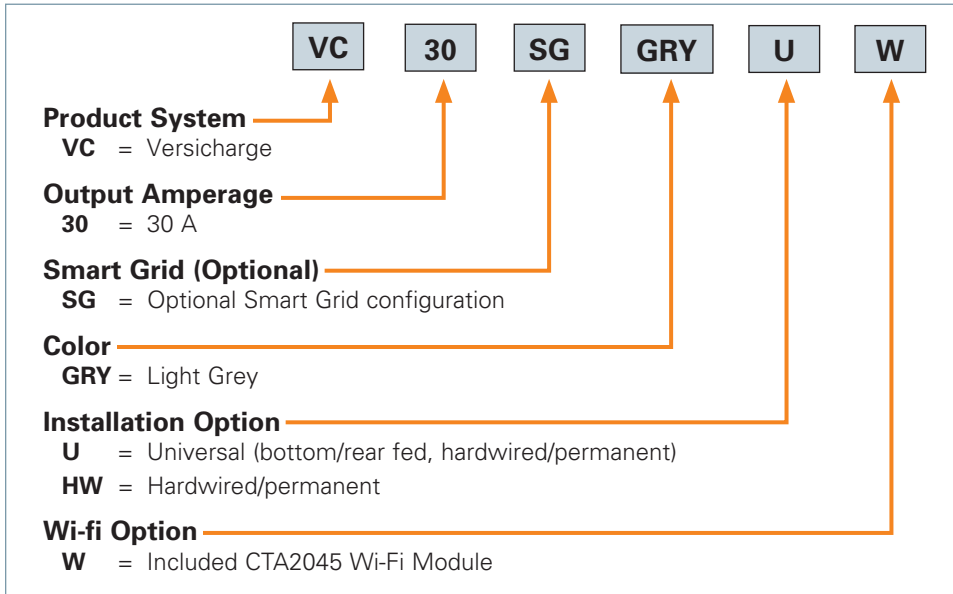 VC 30 SG GRY U W
Product System
VC = Versicharge
Output Amperage
30 = 30 A
Smart Grid (Optional)
SG = Optional Smart Grid configuration
Color
GRY = Light Grey
Installation Option
U = Universal (bottom/rear fed, hardwired/permanent)
HW = Hardwired/permanent
Wi-fi Option
W = Included CTA2045 Wi-Fi Module